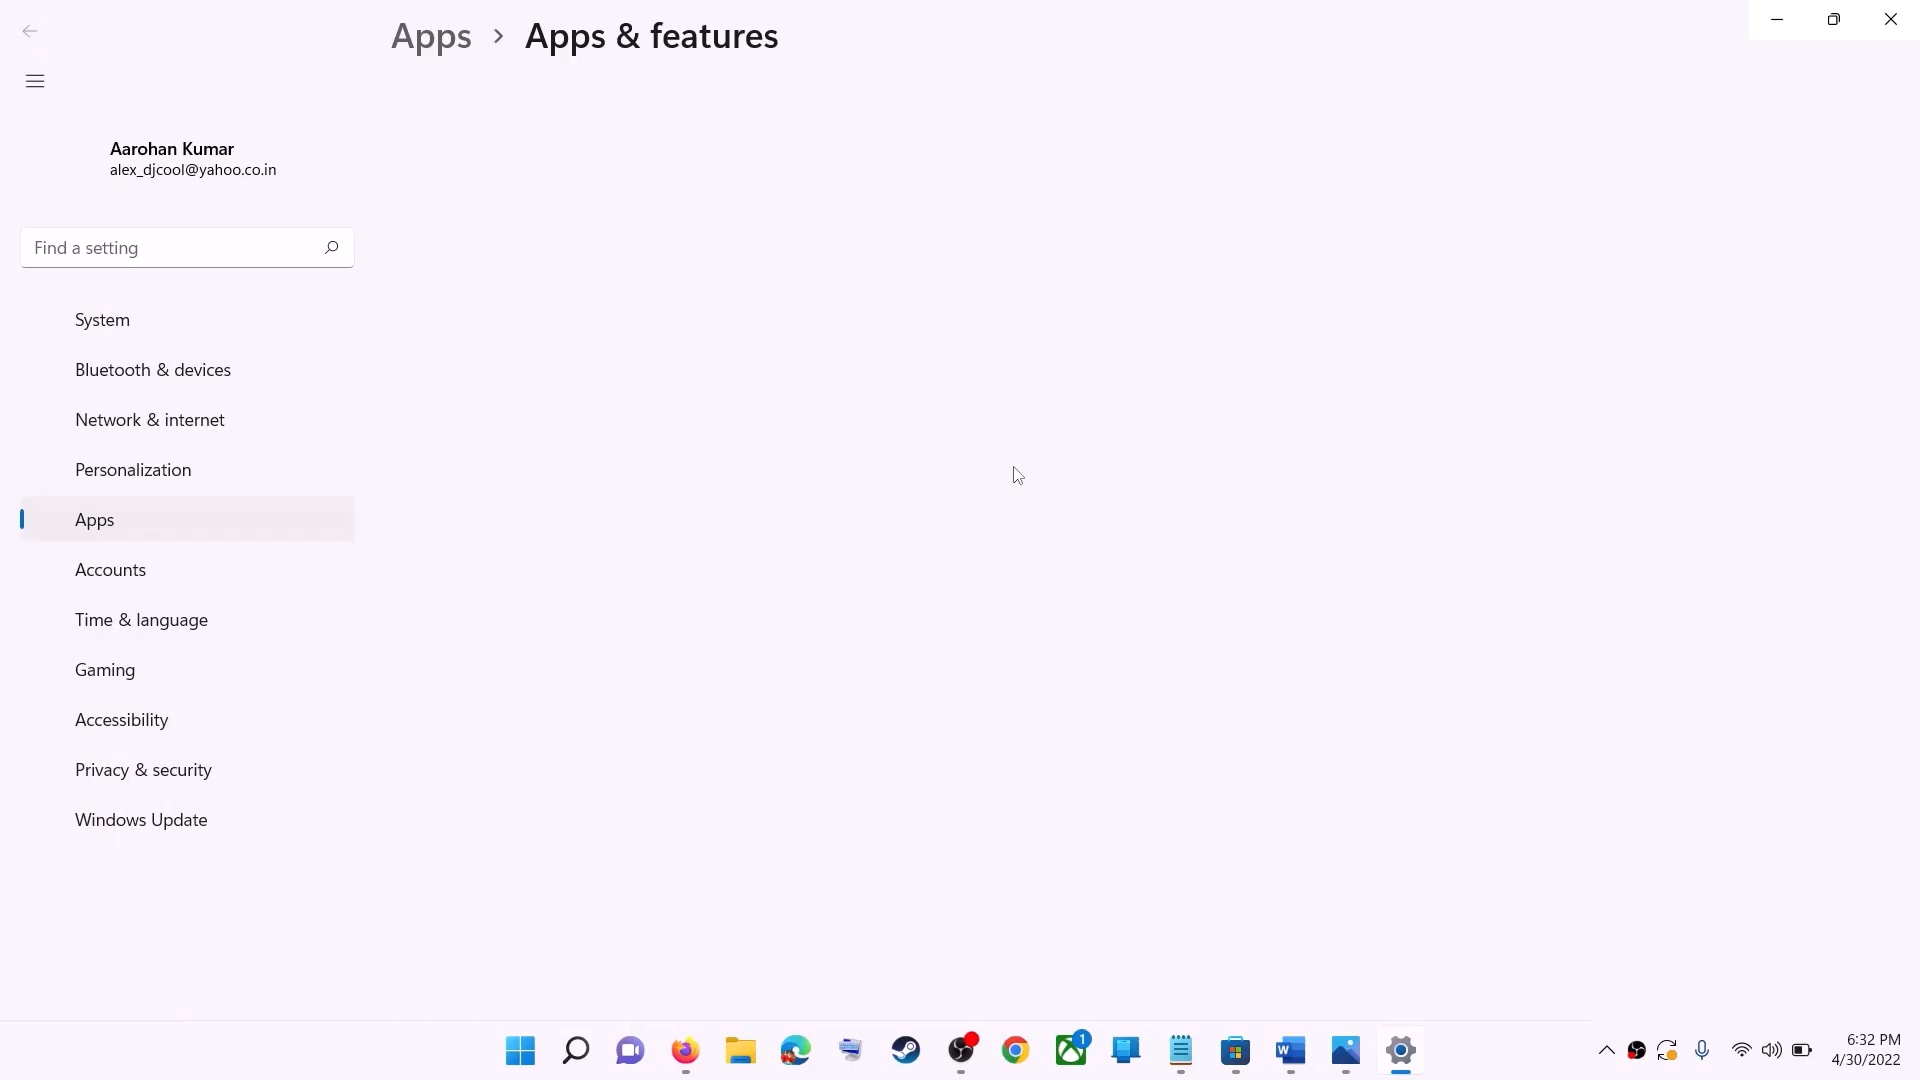 Apps > Apps & features
Aarohan Kumar
alex_djcool@yahoo.co.in
Find a setting
System
Bluetooth & devices
Network & internet
Personalization
Apps
Accounts
Time & language
Gaming
Accessibility
Privacy & security
Windows Update
1
W
6:32 PM
4/30/2022